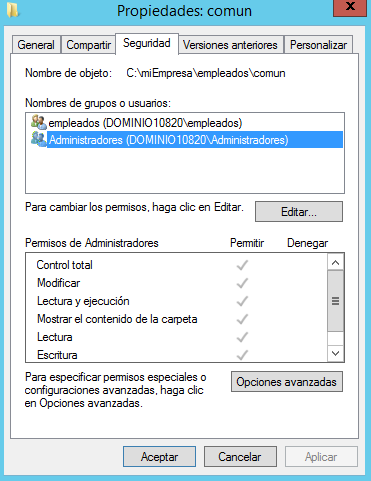 Propiedades: comun
x
General Compartir Seguridad Versiones anteriores Personalizar
Nombre de objeto: C:\miEmpresa\empleados\comun
Nombres de grupos o usuarios:
empleados (DOMINIO10820\empleados)
Administradores (DOMINIO10820\Administradores)
Para cambiar los permisos, haga clic en Editar. Editar...
Permisos de Administradores Permitir Denegar
Control total
Modificar
Lectura y ejecución
Mostrar el contenido de la carpeta
Lectura
Escritura
Para especificar permisos especiales o
configuraciones avanzadas, haga clic
en Opciones avanzadas.
Opciones avanzadas
Aceptar Cancelar Aplicar